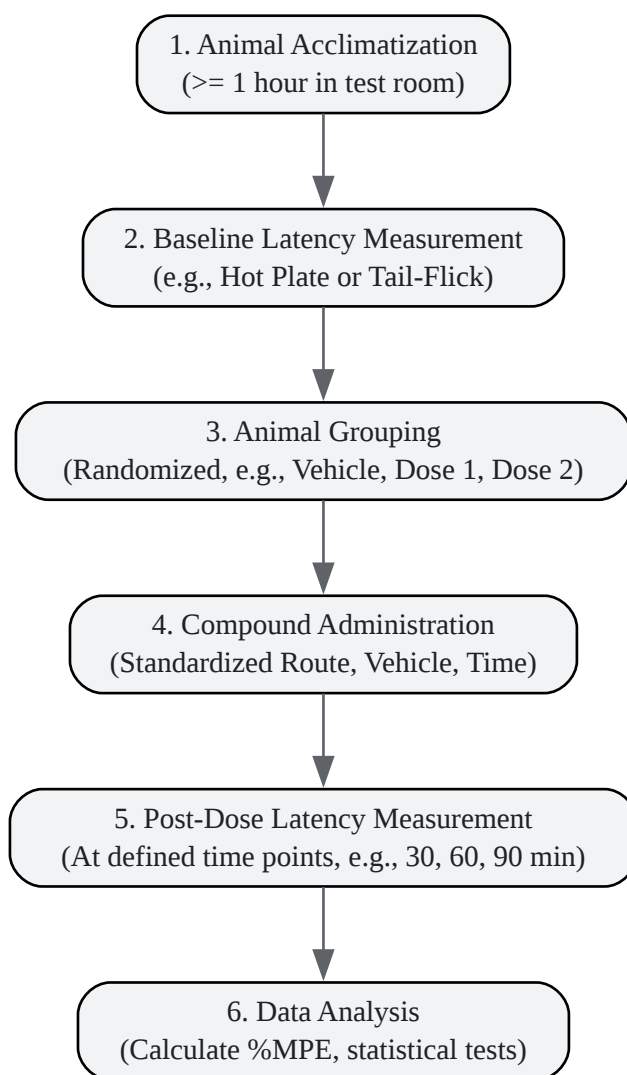 1. Animal Acclimatization
(>= 1 hour in test room)
2. Baseline Latency Measurement
(e.g., Hot Plate or Tail-Flick)
3. Animal Grouping
(Randomized, e.g., Vehicle, Dose 1, Dose 2)
4. Compound Administration
(Standardized Route, Vehicle, Time)
5. Post-Dose Latency Measurement
(At defined time points, e.g., 30, 60, 90 min)
6. Data Analysis
(Calculate %MPE, statistical tests)